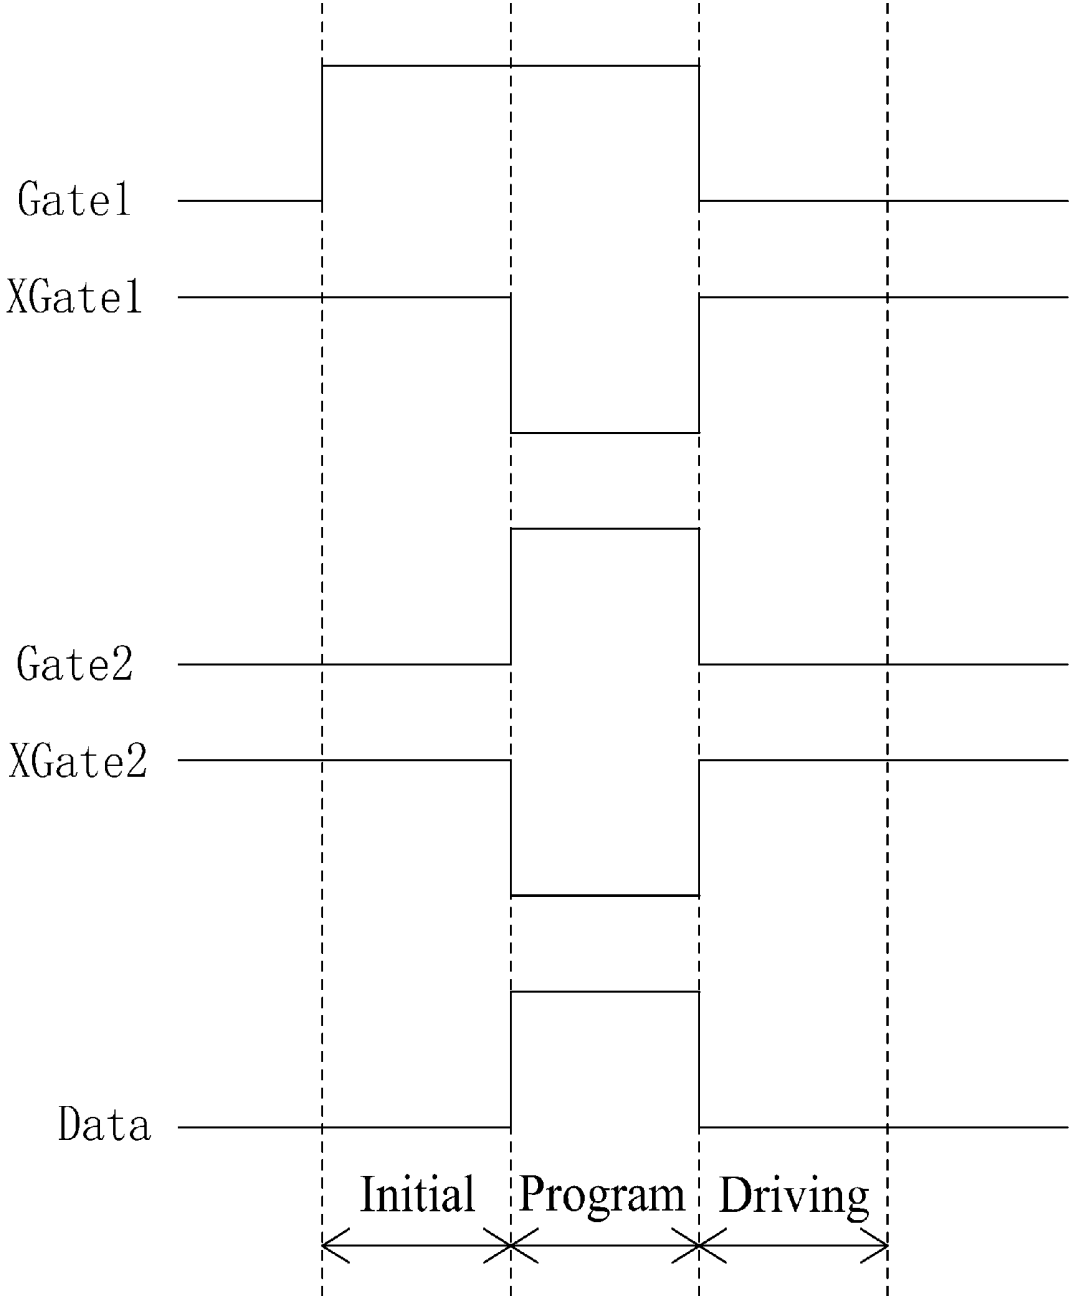 Gate1
XGate1
Gate2
XGate2
Data
Initial Program Driving